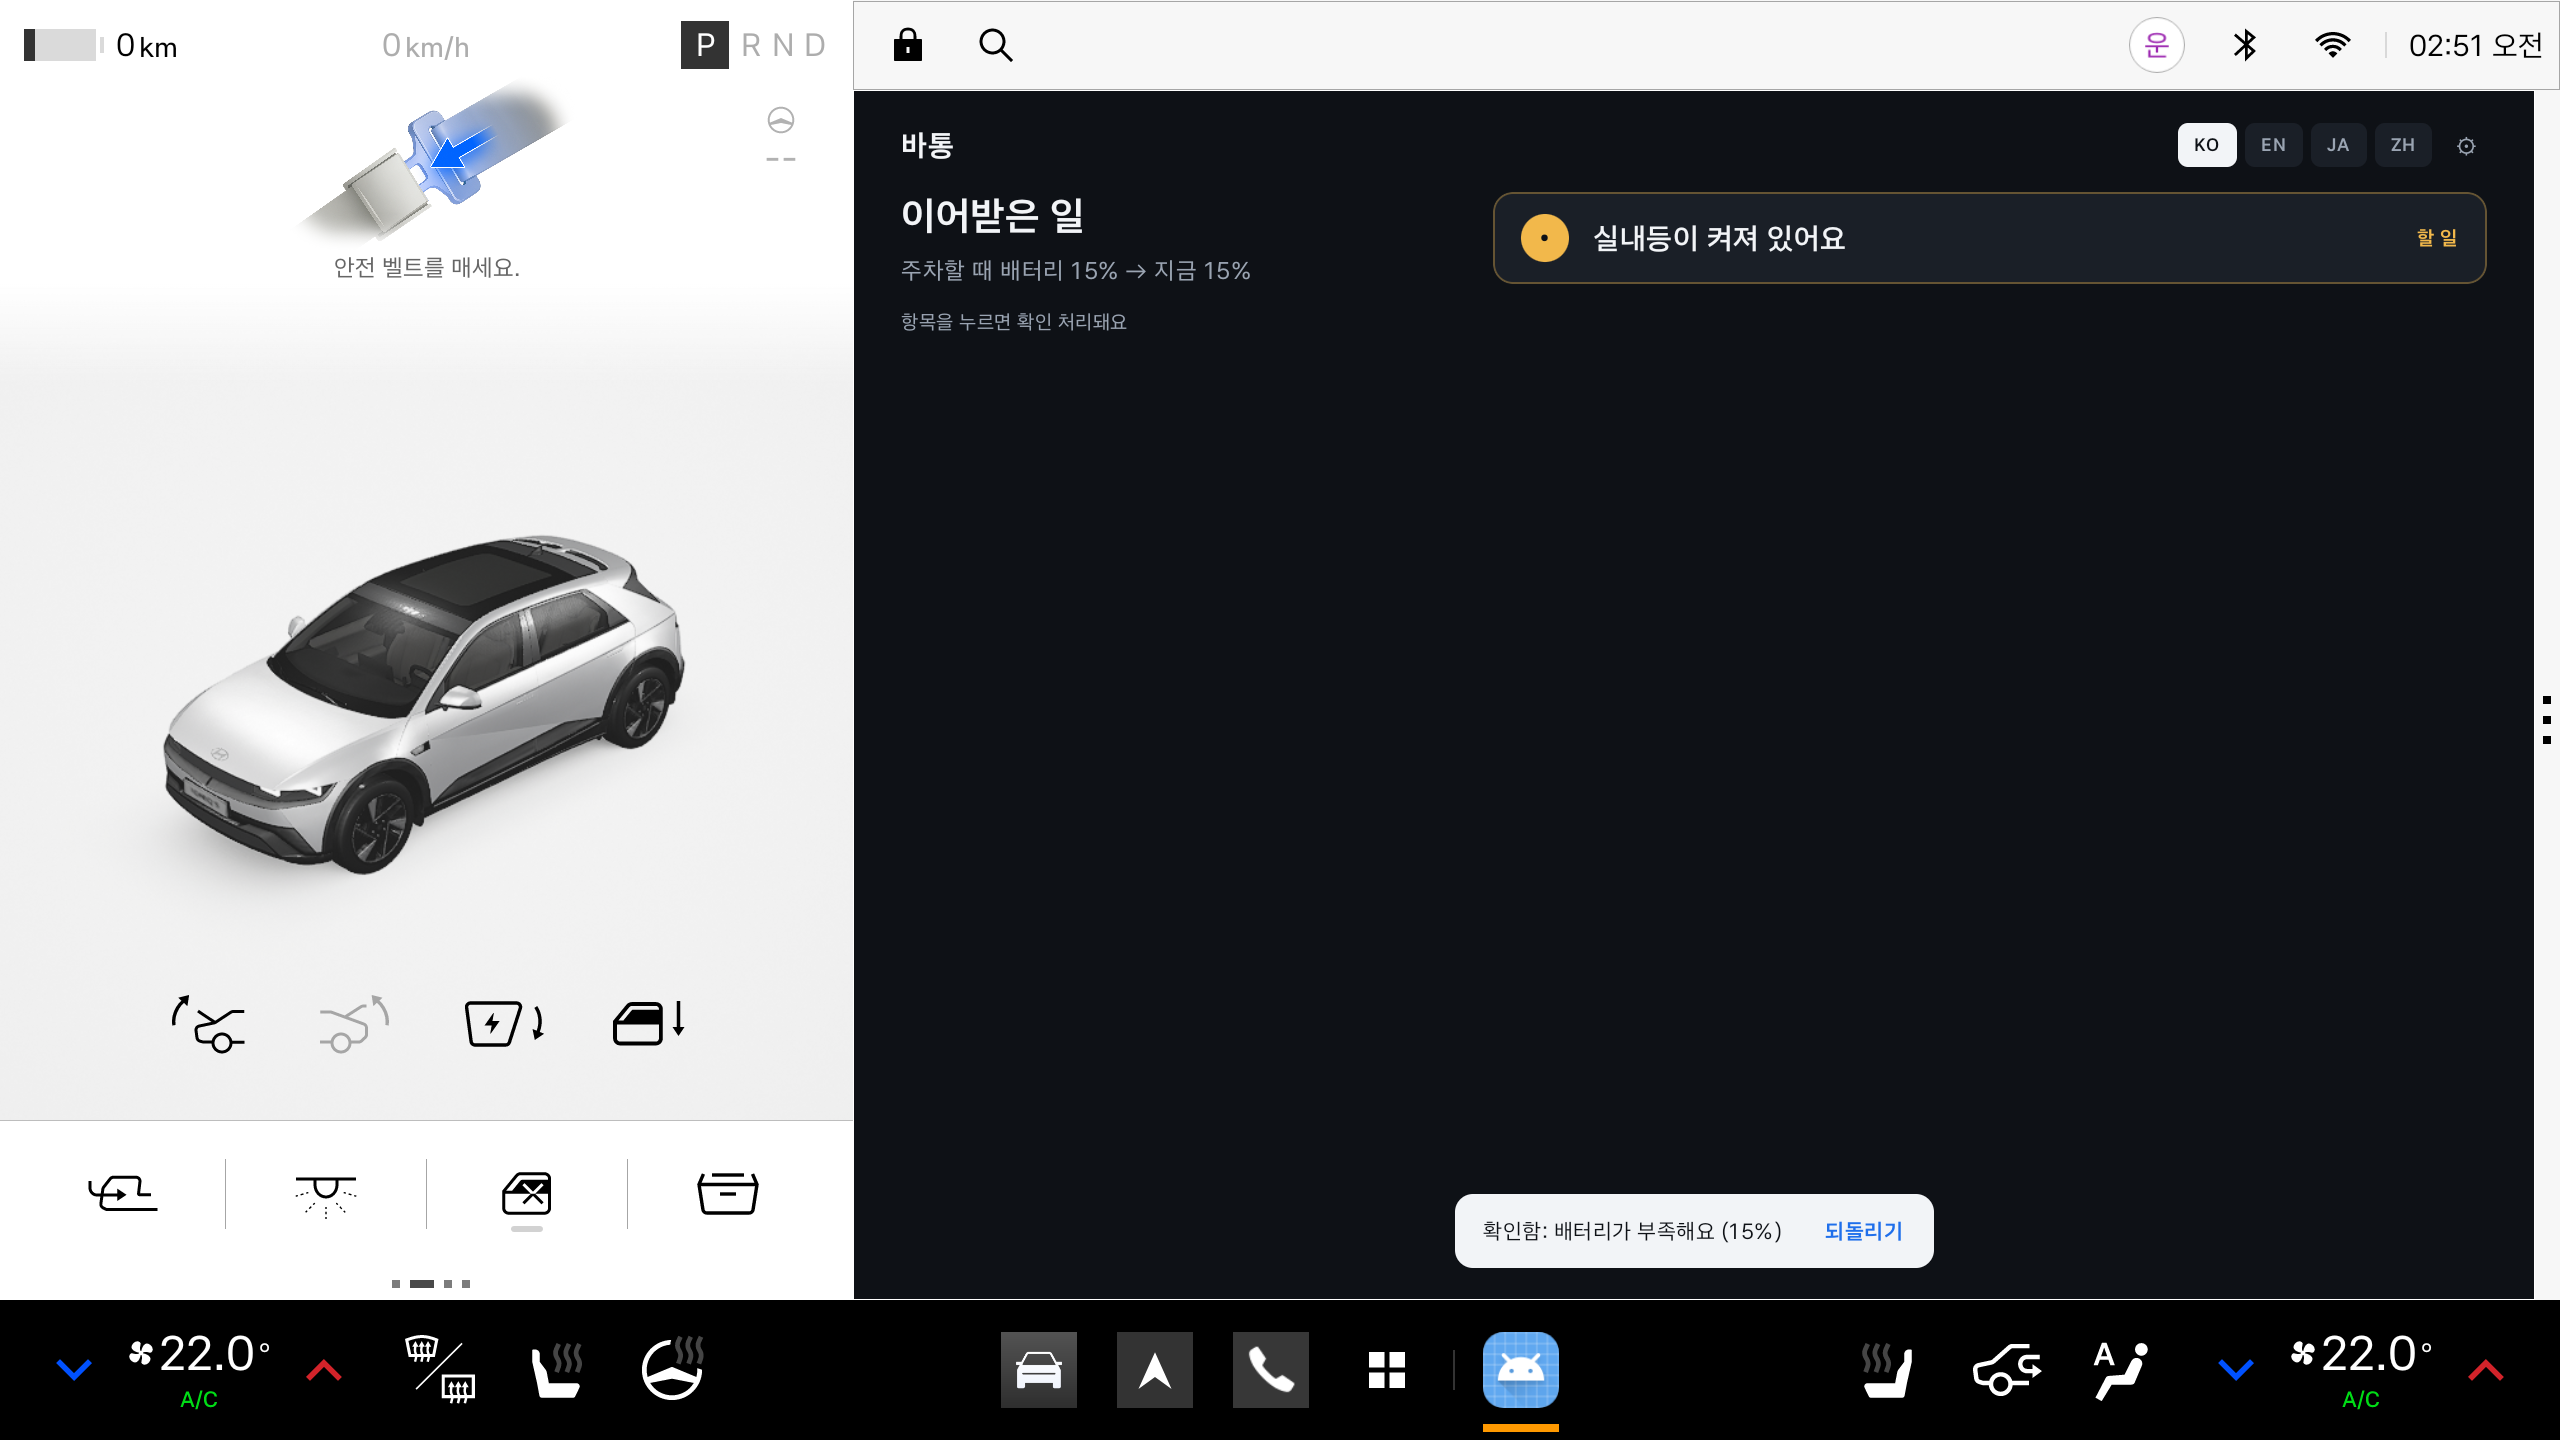 0 km
0 km/h
P R N D
02:51 오전
운
안전 벨트를 매세요.
바통
KO EN JA ZH
이어받은 일
주차할 때 배터리 15% → 지금 15%
항목을 누르면 확인 처리돼요
실내등이 켜져 있어요
할 일
확인함: 배터리가 부족해요 (15%)
되돌리기
22.0°
A/C
A
22.0°
A/C